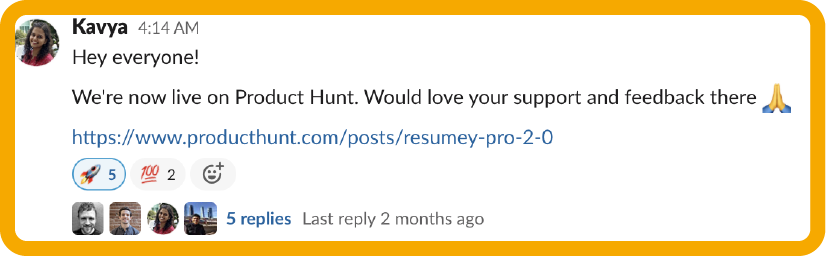 Kavya 4:14 AM
Hey everyone!
We're now live on Product Hunt. Would love your support and feedback there 🙏
https://www.producthunt.com/posts/resumey-pro-2-0
🚀 5 💯 2
5 replies Last reply 2 months ago